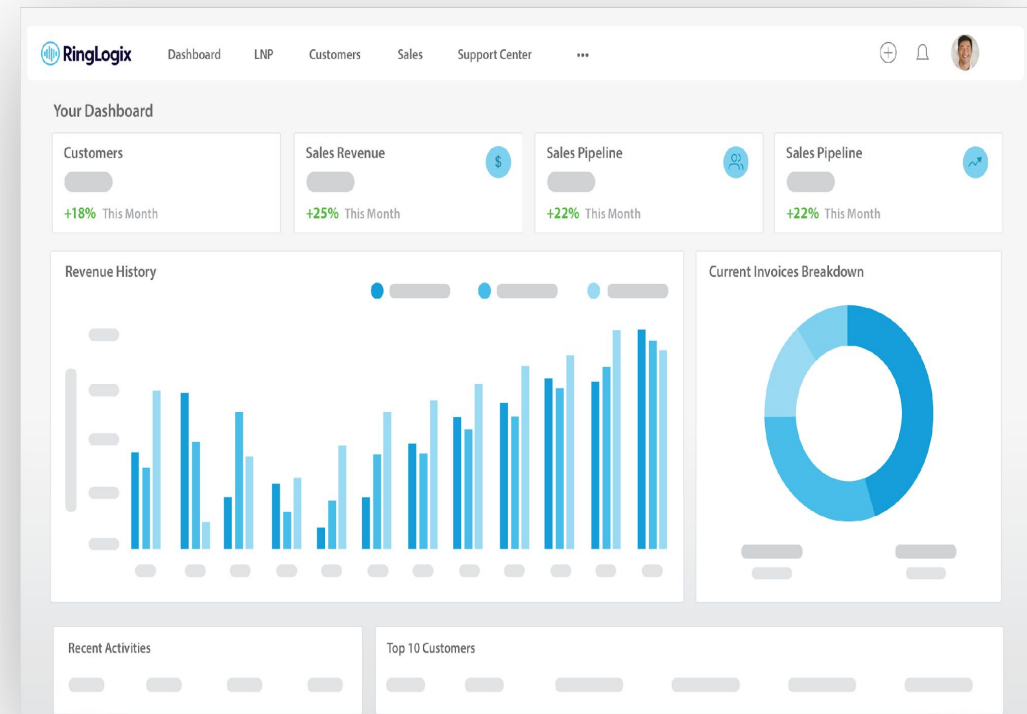 RingLogix Dashboard LNP Customers Sales Support Center •••
Your Dashboard
Customers
+18% This Month
Sales Revenue
$
+25% This Month
Sales Pipeline
+22% This Month
Sales Pipeline
+22% This Month
Revenue History
Current Invoices Breakdown
Recent Activities
Top 10 Customers